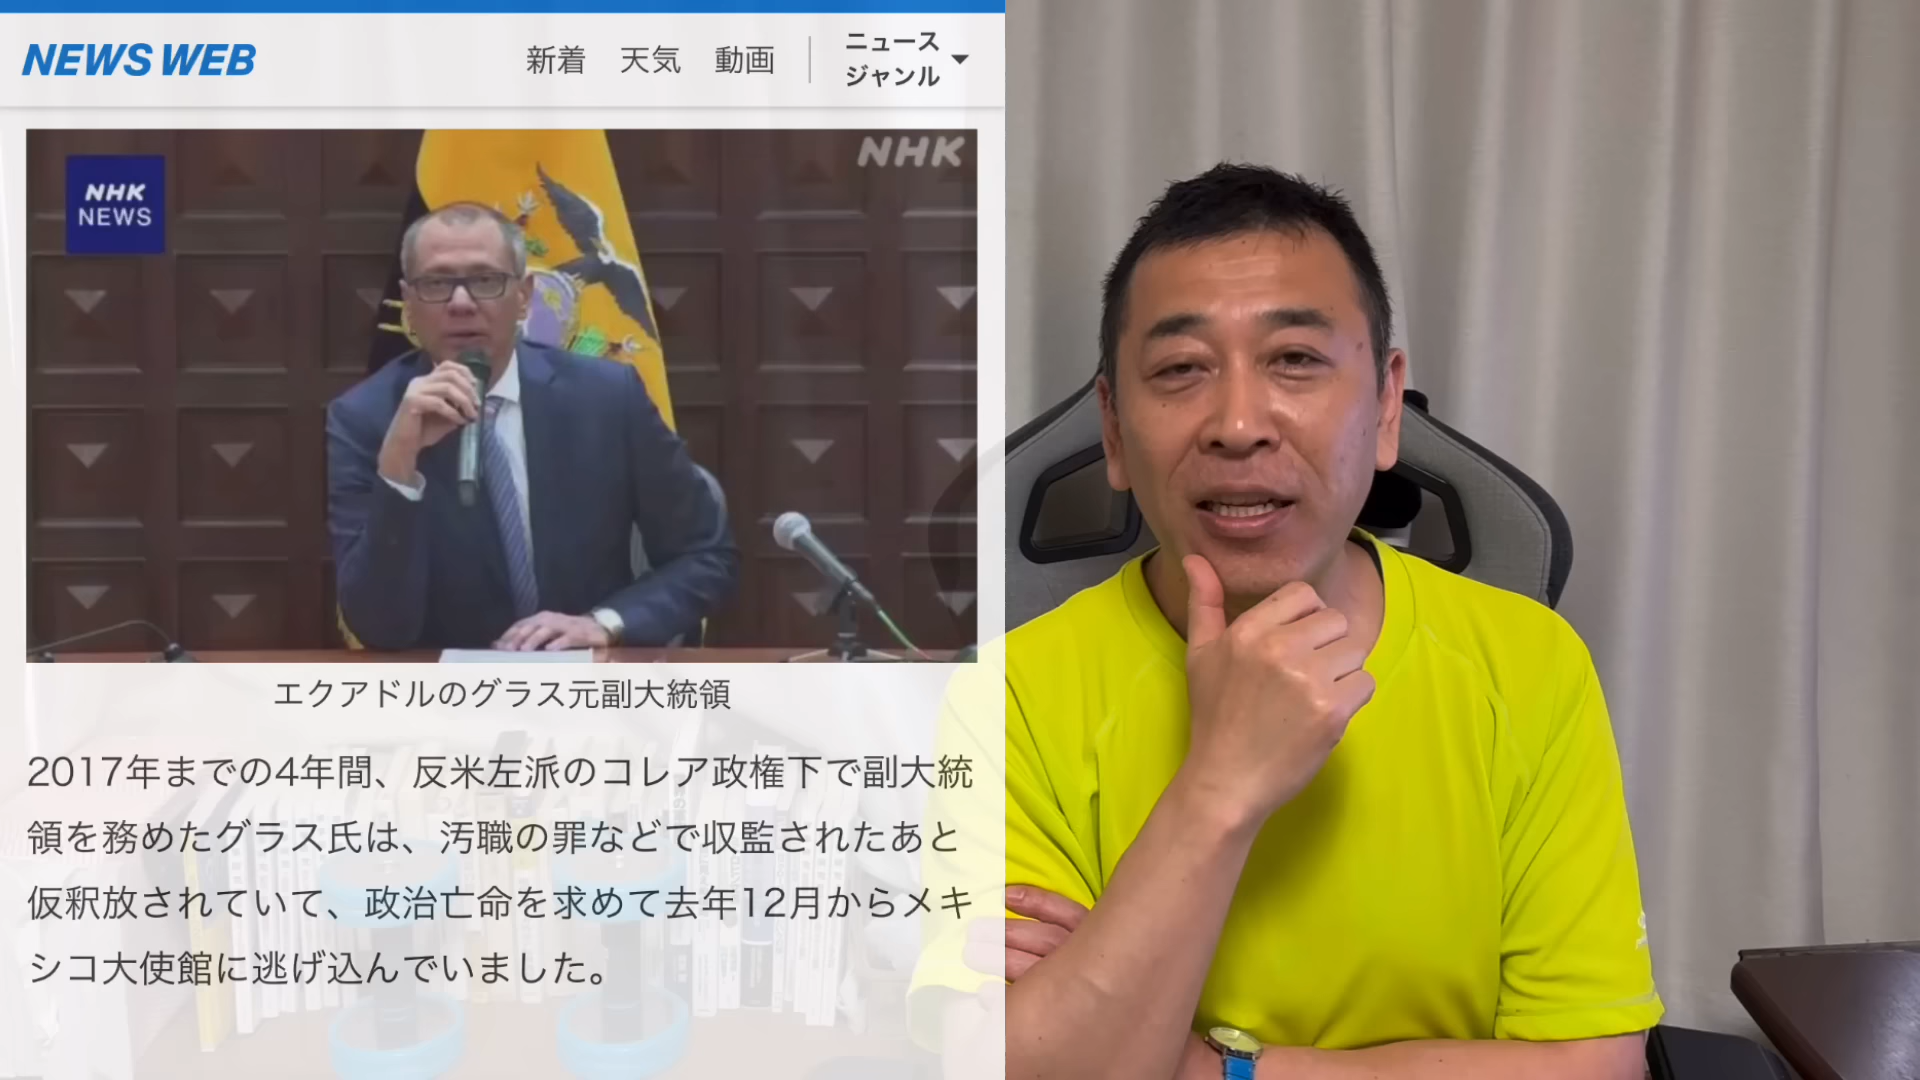 NEWS WEB
新着 天気 動画
ニュース
ジャンル
NHK
NHK
NEWS
エクアドルのグラス元副大統領
2017年までの4年間、反米左派のコレア政権下で副大統
領を務めたグラス氏は、汚職の罪などで収監されたあと
仮釈放されていて、政治亡命を求めて去年12月からメキ
シコ大使館に逃げ込んでいました。